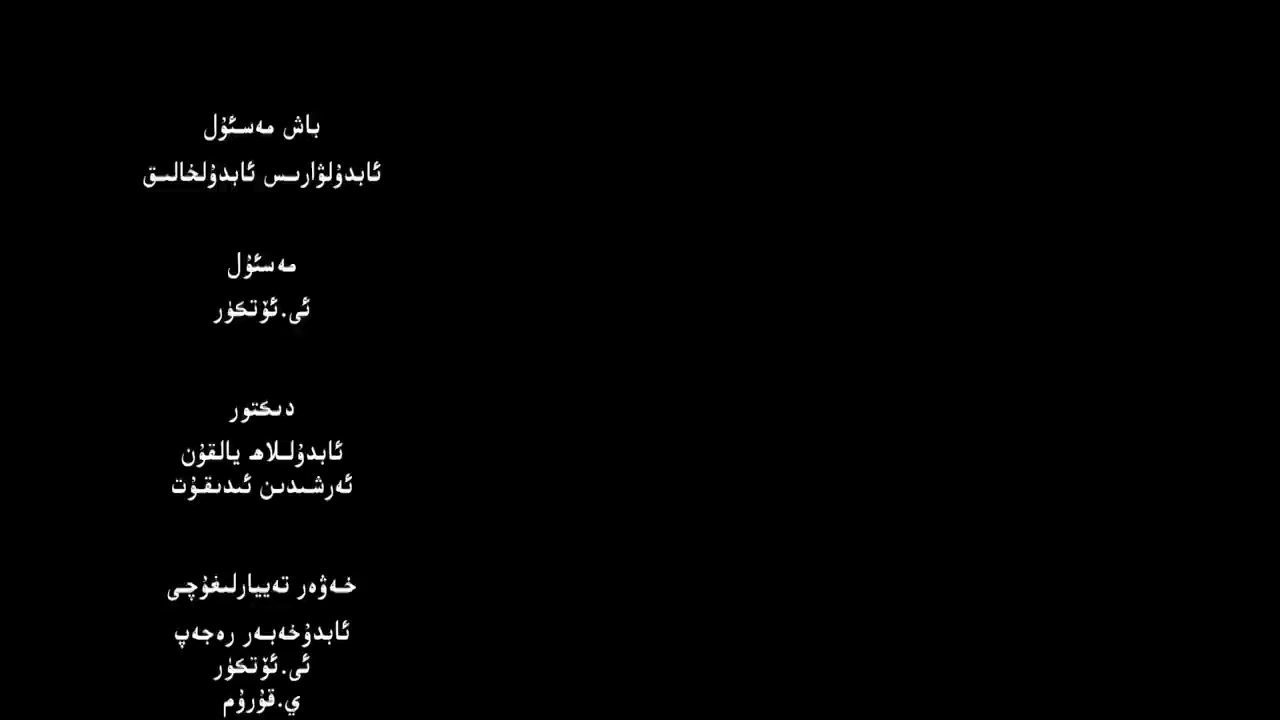 باش مەسئۇل
ئابدۇلۋارىس ئابدۇلخالىق
مەسئۇل
ئى.ئۆتكۈر
دىكتور
ئابدۇللاھ يالقۇن
ئەرشىدىن ئىدىقۇت
خەۋەر تەييارلىغۇچى
ئابدۇخەبەر رەجەپ
ئى.ئۆتكۈر
ي.قۇرۇم